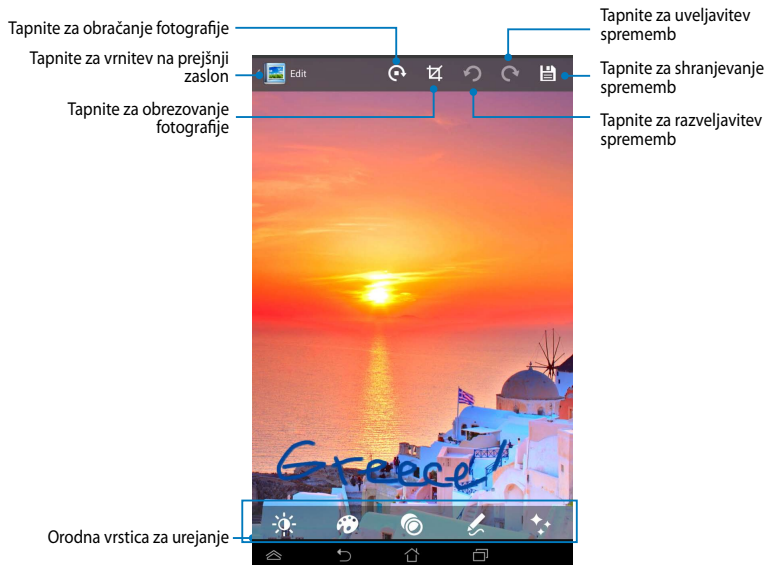 Tapnite za obračanje fotografije
Tapnite za vrnitev na prejšnji
zaslon
Tapnite za obrezovanje
fotografije
Edit
Tapnite za uveljavitev
sprememb
Tapnite za shranjevanje
sprememb
Tapnite za razveljavitev
sprememb
Greece!
Orodna vrstica za urejanje